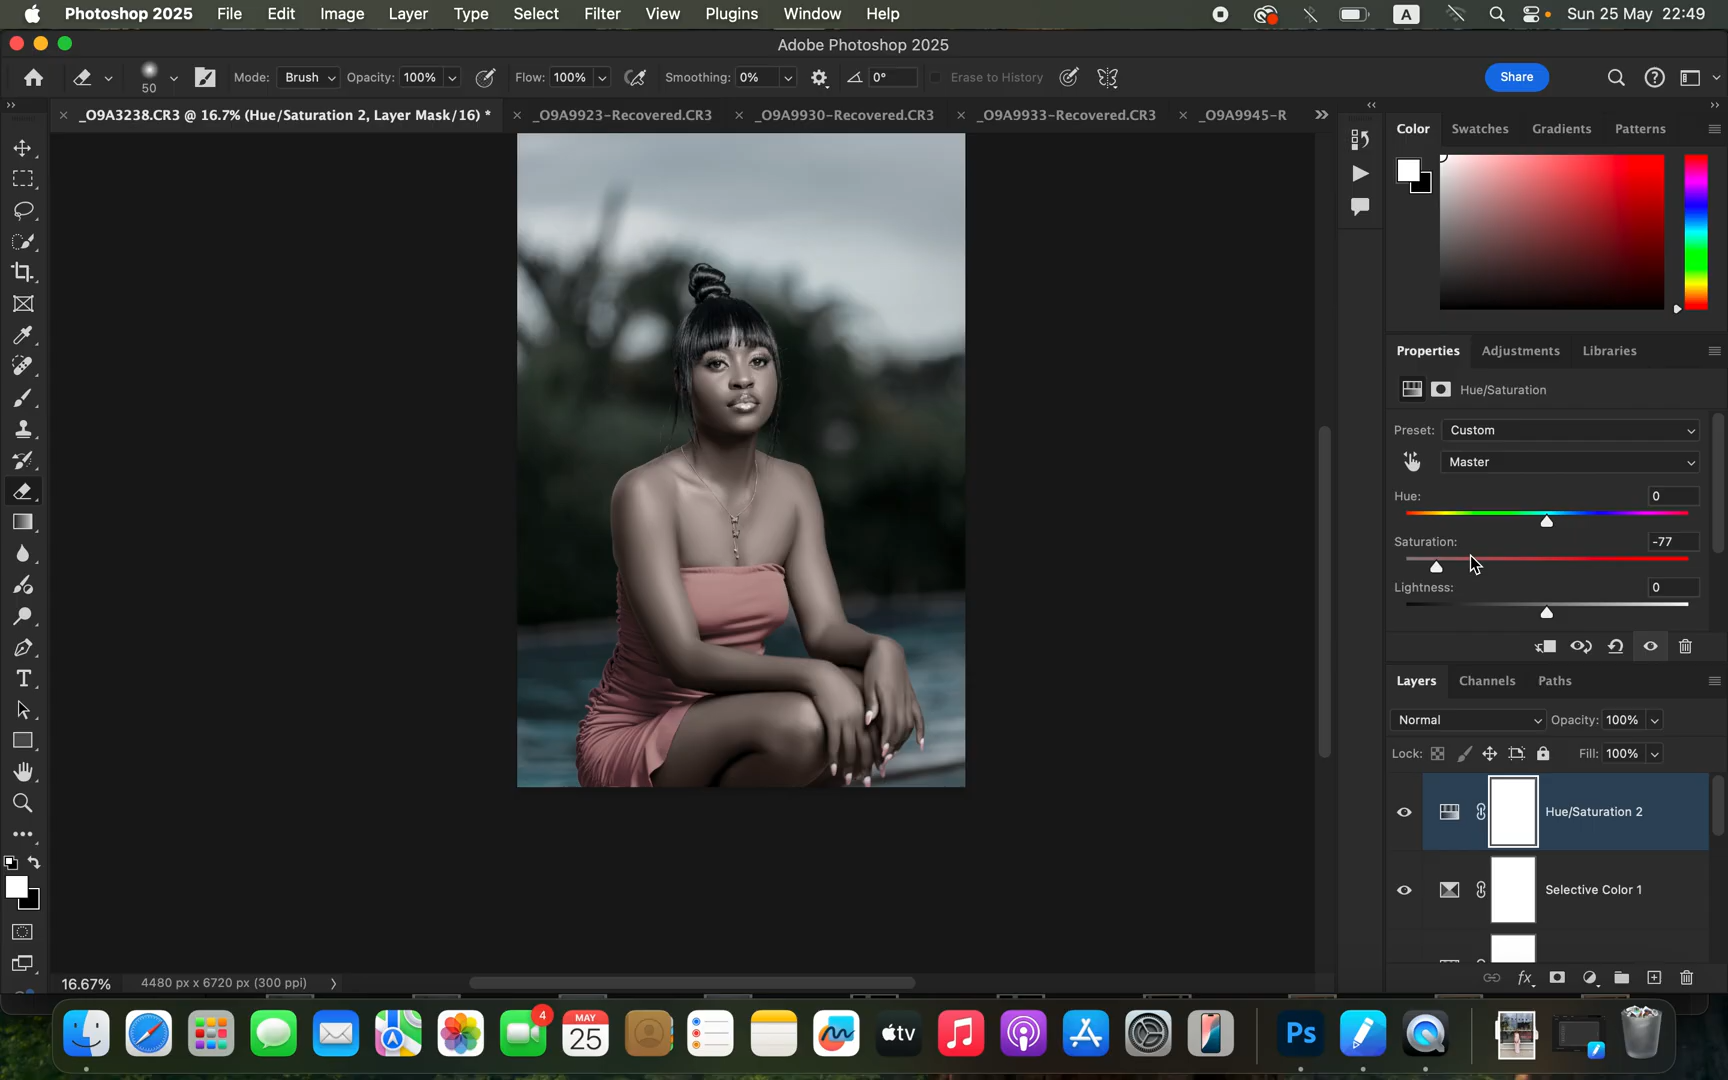 Photoshop 2025 File Edit Image Layer Type Select Filter View Plugins Window Help A Sun 25 May 22:49
Adobe Photoshop 2025
50 Mode: Brush Opacity: 100% Flow: 100% Smoothing: 0% 0° Erase to History Share
_O9A3238.CR3 @ 16.7% (Hue/Saturation 2, Layer Mask/16) * _O9A9923-Recovered.CR3 _O9A9930-Recovered.CR3 _O9A9933-Recovered.CR3 _O9A9945-R
Color Swatches Gradients Patterns
Properties Adjustments Libraries
Hue/Saturation
Preset: Custom
Master
Hue: 0
Saturation: -77
Lightness: 0
Layers Channels Paths
Normal Opacity: 100%
Lock: Fill: 100%
Hue/Saturation 2
Selective Color 1
fx
16.67% 4480 px x 6720 px (300 ppi)
4
MAY
25
tv
Ps